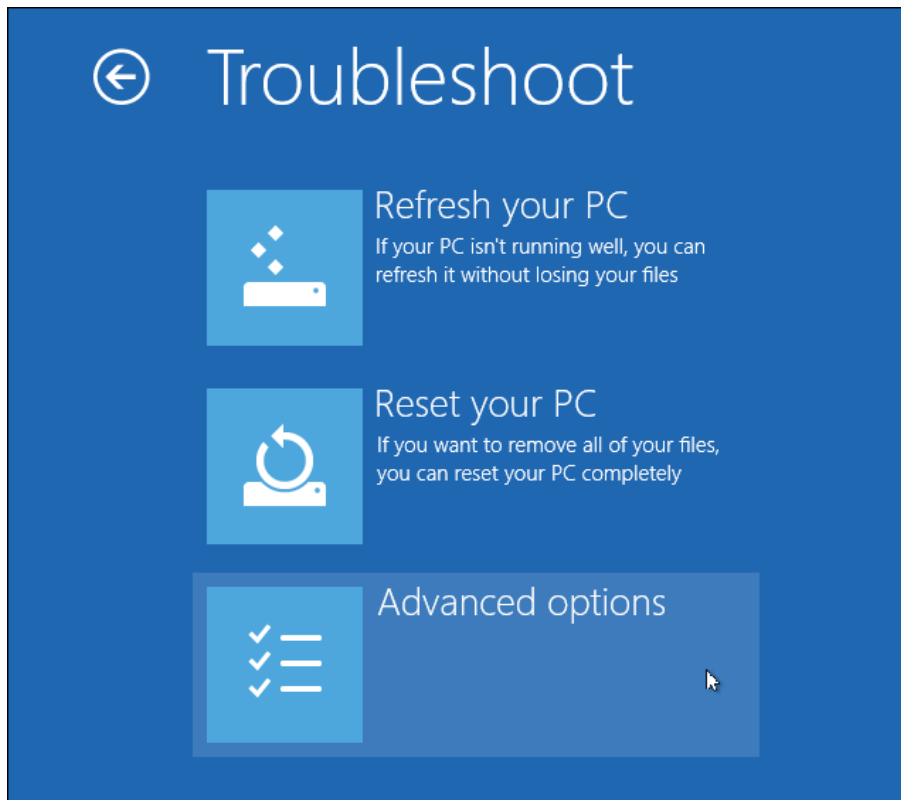 Troubleshoot
Refresh your PC
If your PC isn't running well, you can
refresh it without losing your files
Reset your PC
If you want to remove all of your files,
you can reset your PC completely
Advanced options